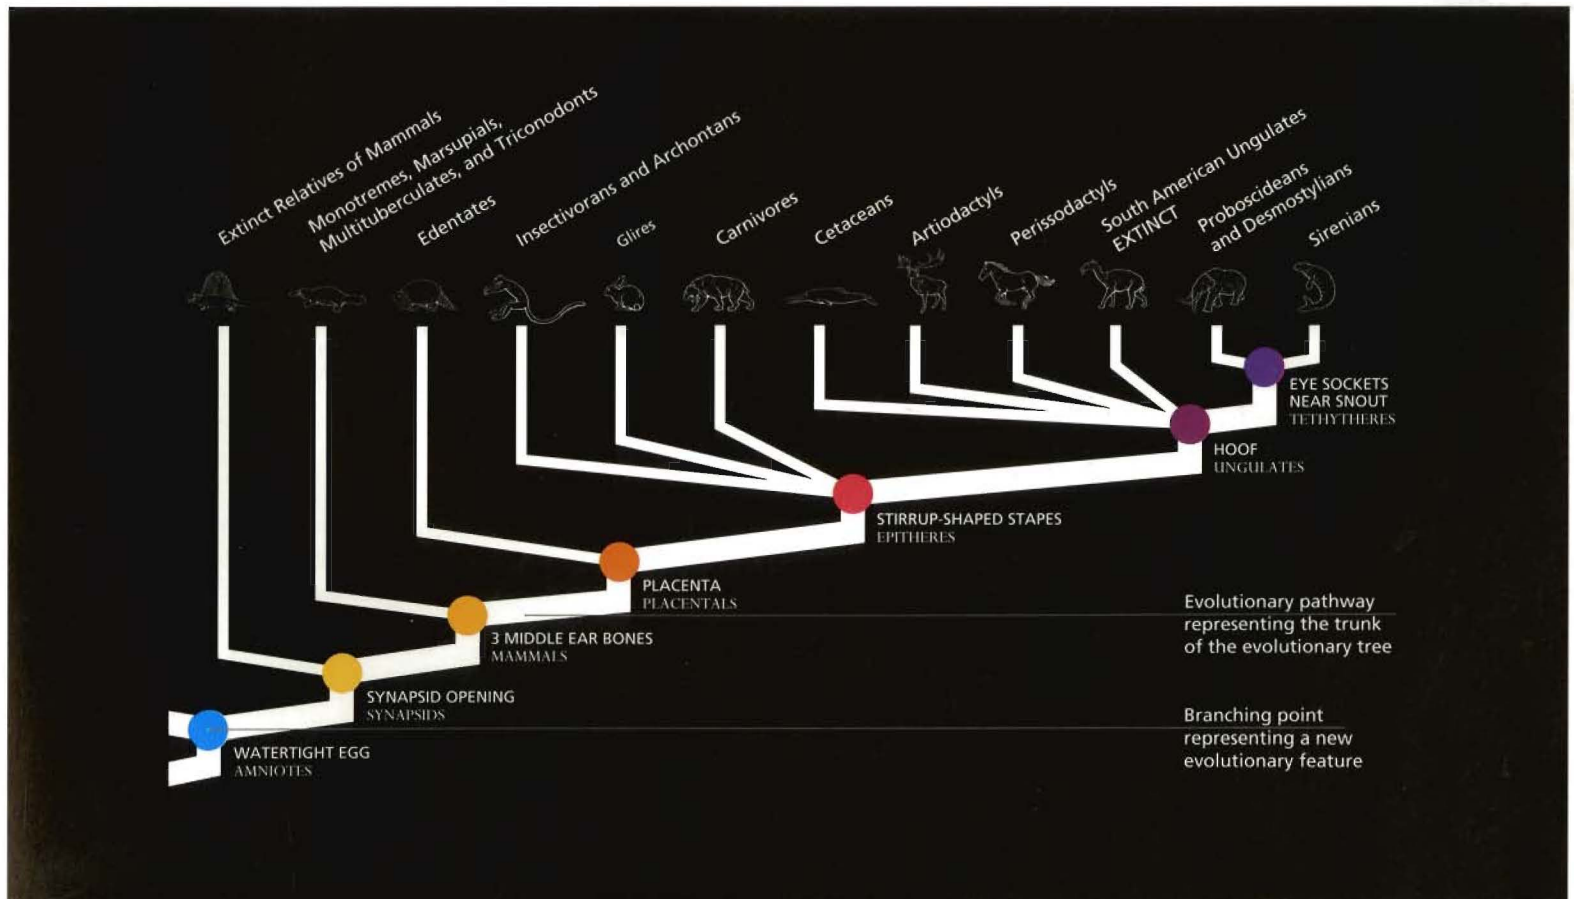 Extinct Relatives of Mammals
Monotremes, Marsupials,
Multituberculates, and Triconodonts
Edentates
Insectivorans and Archontans
Glires
Carnivores
Cetaceans
Artiodactyls
Perissodactyls
South American Ungulates
EXTINCT
Proboscideans
and Desmostylians
Sirenians
EYE SOCKETS
NEAR SNOUT
TETHYTHERES
HOOF
UNGULATES
STIRRUP-SHAPED STAPES
EPITHERES
PLACENTA
PLACENTALS
Evolutionary pathway
representing the trunk
of the evolutionary tree
3 MIDDLE EAR BONES
MAMMALS
SYNAPSID OPENING
SYNAPSIDS
Branching point
representing a new
evolutionary feature
WATERTIGHT EGG
AMNIOTES